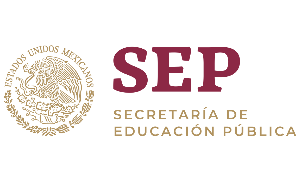 ESTADOS UNIDOS MEXICANOS
SEP
SECRETARÍA DE
EDUCACIÓN PÚBLICA